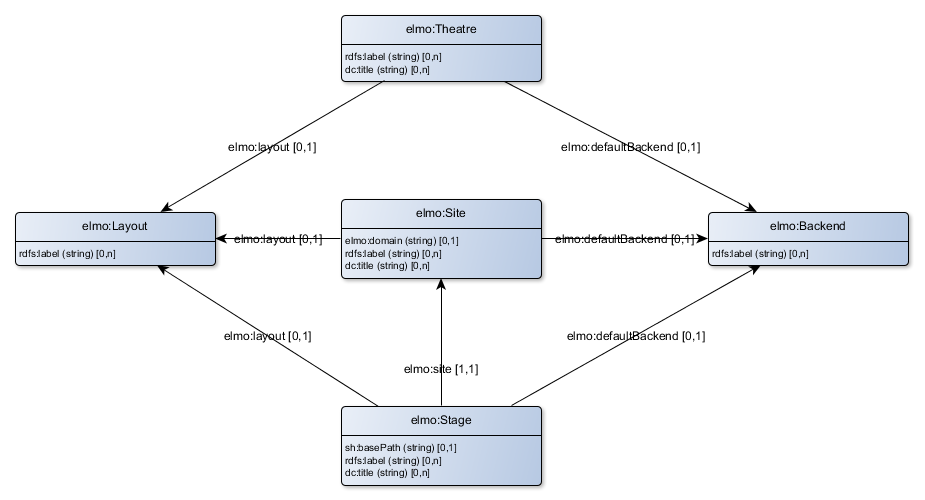 elmo:Theatre
rdfs:label (string) [0,n]
dc:title (string) [0,n]
elmo:layout [0,1]
elmo:defaultBackend [0,1]
elmo:Layout
rdfs:label (string) [0,n]
elmo:Site
elmo:domain (string) [0,1]
rdfs:label (string) [0,n]
dc:title (string) [0,n]
elmo:Backend
rdfs:label (string) [0,n]
elmo:layout [0,1]
elmo:defaultBackend [0,1]
elmo:layout [0,1]
elmo:defaultBackend [0,1]
elmo:site [1,1]
elmo:Stage
sh:basePath (string) [0,1]
rdfs:label (string) [0,n]
dc:title (string) [0,n]